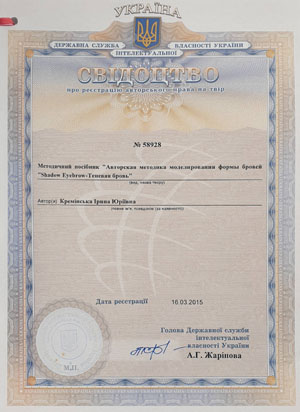 УКРАЇНА
ДЕРЖАВНА СЛУЖБА ІНТЕЛЕКТУАЛЬНОЇ ВЛАСНОСТІ УКРАЇНИ
СВІДОЦТВО
про реєстрацію авторського права на твір
№ 58928
Методичний посібник "Авторская методика моделирования формы бровей
"Shadow Eyebrow-Теневая бровь"
(вид, назва твору)
Автор(и) Кремінська Ірина Юріївна
(повне ім'я, псевдонім (за наявності))
Дата реєстрації 16.03.2015
Голова Державної служби
інтелектуальної
власності України
А.Г. Жарінова
М.П.